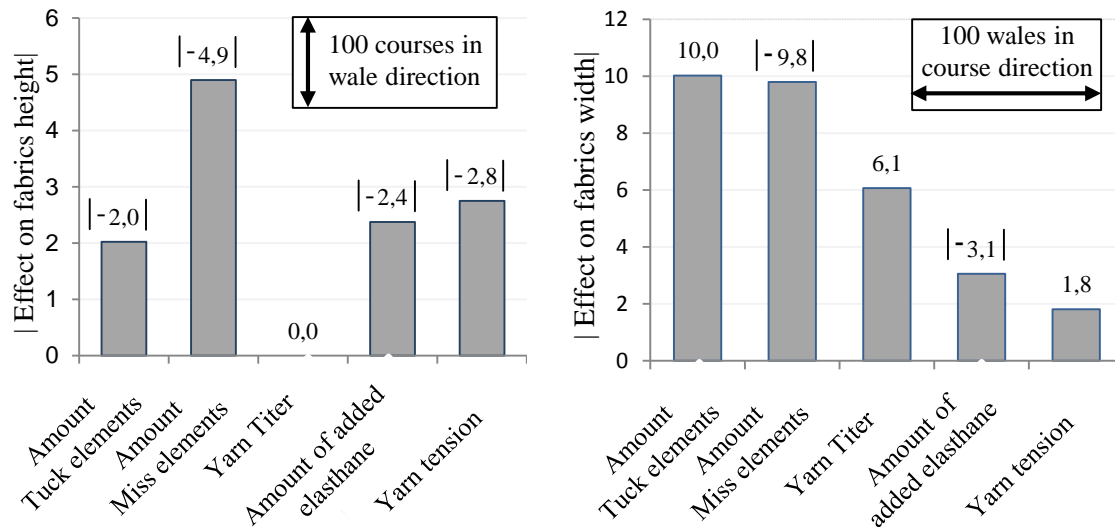 | Effect on fabrics height|
6
5
4
3
2
1
0
100 courses in
wale direction
|-2,0|
|-4,9|
0,0
|-2,4|
|-2,8|
Amount
Tuck elements
Amount
Miss elements
Yarn Titer
Amount of added
elasthane
Yarn tension
| Effect on fabrics width|
12
10
8
6
4
2
0
100 wales in
course direction
10,0
|-9,8|
6,1
|-3,1|
1,8
Amount
Tuck elements
Amount
Miss elements
Yarn Titer
Amount of
added elasthane
Yarn tension